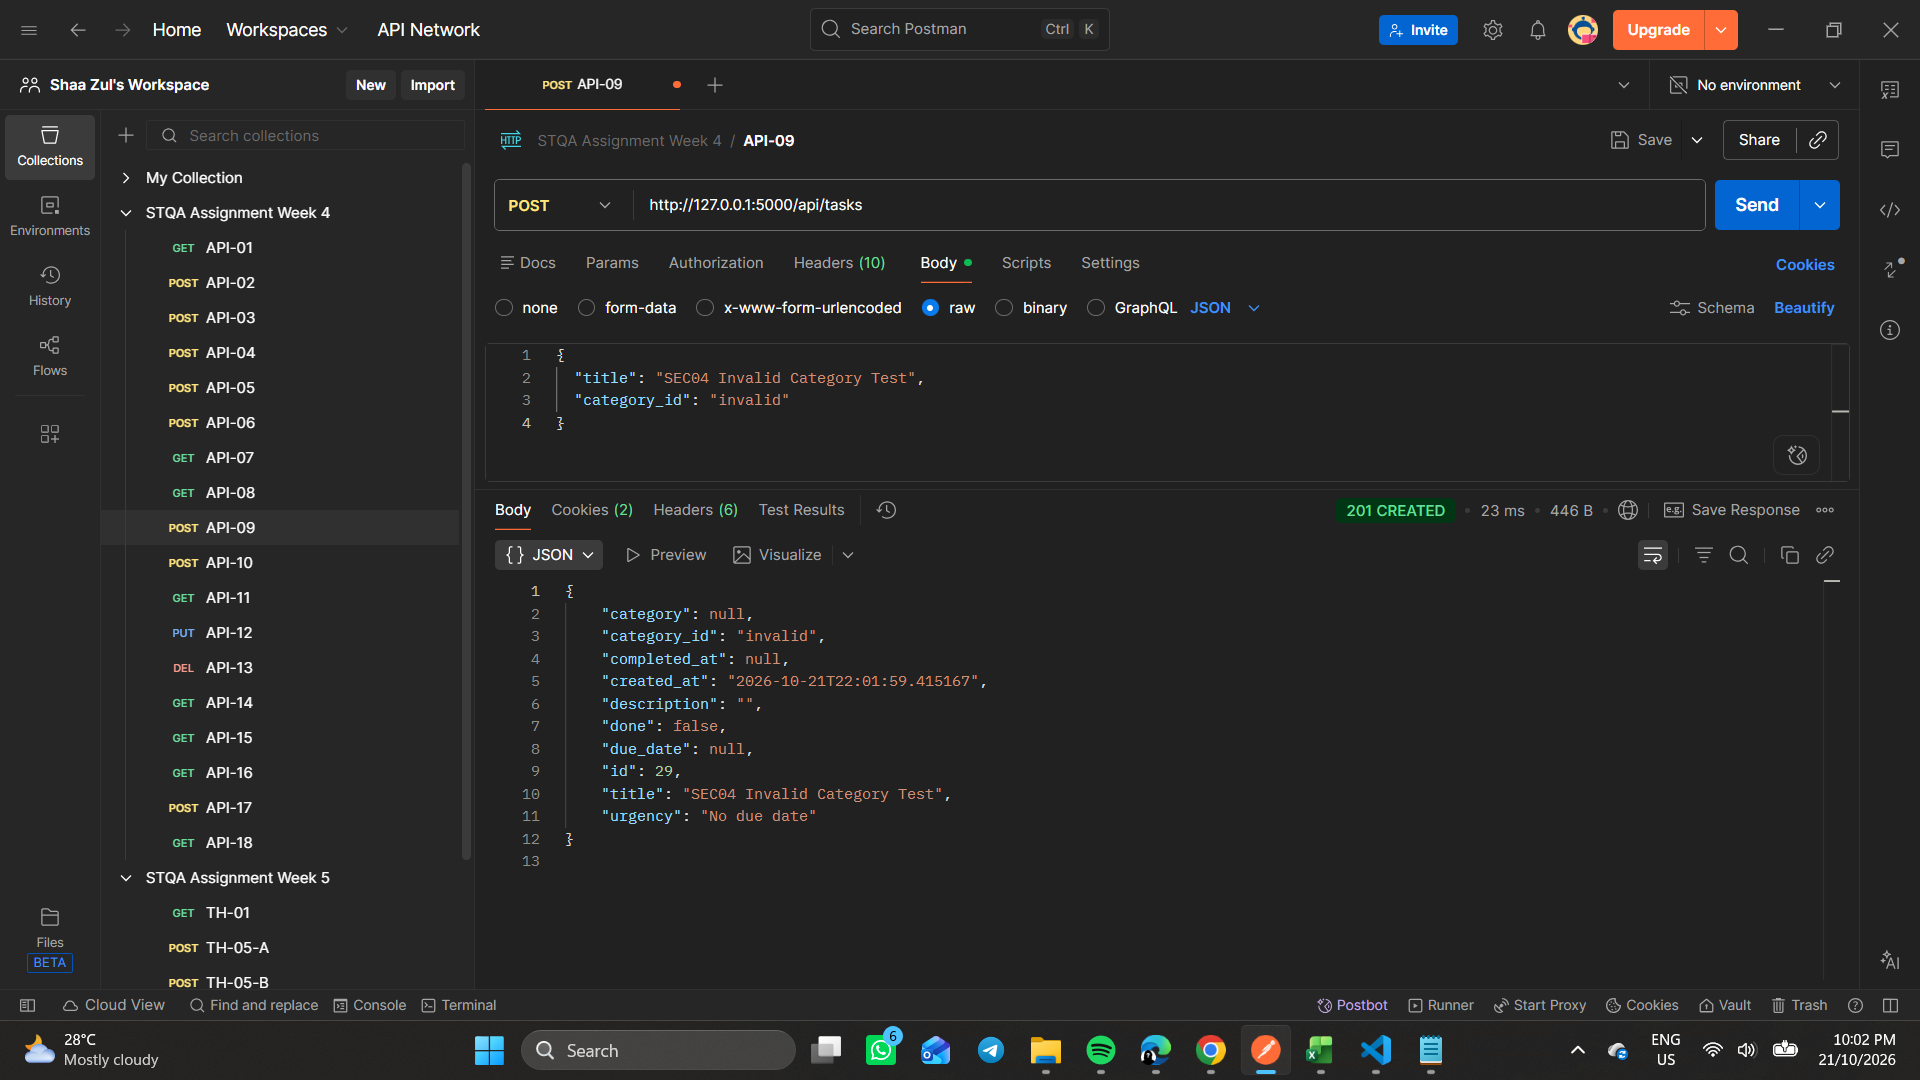 Home
Workspaces
API Network
Search Postman
Ctrl
K
Invite
Upgrade
Shaa Zul's Workspace
New
Import
POST API-09
No environment
Collections
Environments
History
Flows
Files
BETA
Search collections
My Collection
STQA Assignment Week 4
GET API-01
POST API-02
POST API-03
POST API-04
POST API-05
POST API-06
GET API-07
GET API-08
POST API-09
POST API-10
GET API-11
PUT API-12
DEL API-13
GET API-14
GET API-15
GET API-16
POST API-17
GET API-18
STQA Assignment Week 5
GET TH-01
POST TH-05-A
POST TH-05-B
HTTP STQA Assignment Week 4 / API-09
Save
Share
POST http://127.0.0.1:5000/api/tasks
Send
Docs Params Authorization Headers (10) Body Scripts Settings
Cookies
none form-data x-www-form-urlencoded raw binary GraphQL JSON
Schema Beautify
1 {
2 "title": "SEC04 Invalid Category Test",
3 "category_id": "invalid"
4 }
Body Cookies (2) Headers (6) Test Results
201 CREATED • 23 ms • 446 B
e.g. Save Response
{} JSON Preview Visualize
1 {
2 "category": null,
3 "category_id": "invalid",
4 "completed_at": null,
5 "created_at": "2026-10-21T22:01:59.415167",
6 "description": "",
7 "done": false,
8 "due_date": null,
9 "id": 29,
10 "title": "SEC04 Invalid Category Test",
11 "urgency": "No due date"
12 }
13
AI
Cloud View Find and replace Console Terminal
Postbot Runner Start Proxy Cookies Vault Trash
28°C
Mostly cloudy
Search
6
ENG
US
10:02 PM
21/10/2026